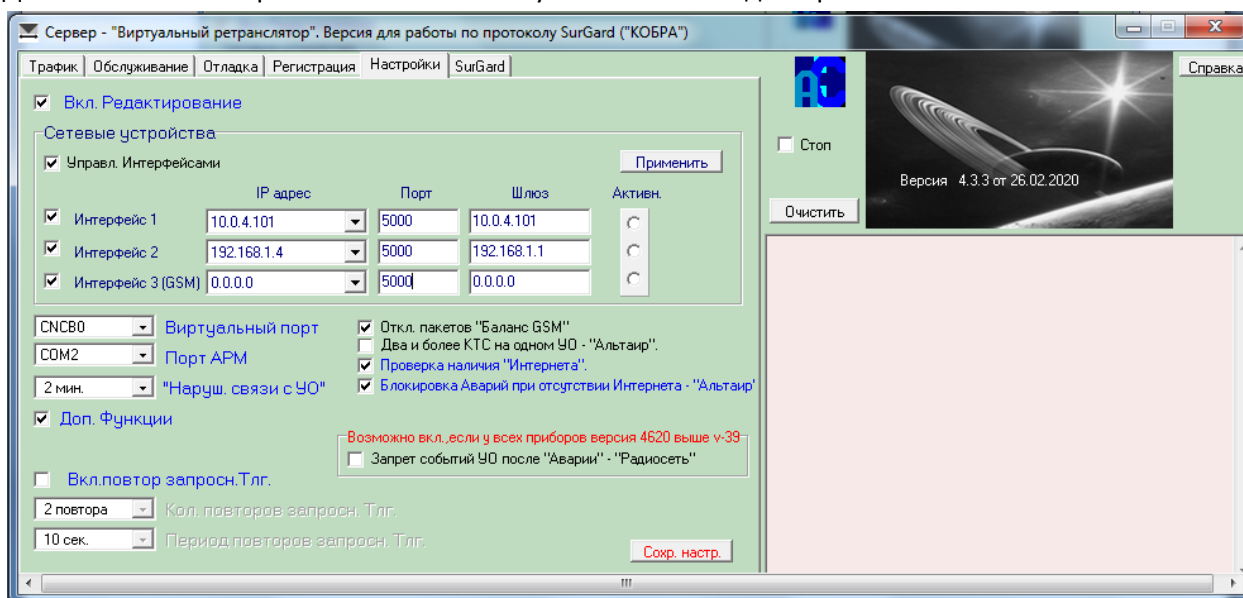 Сервер - "Виртуальный ретранслятор". Версия для работы по протоколу SurGard ("КОБРА")
Трафик Обслуживание Отладка Регистрация Настройки SurGard
Справка
Вкл. Редактирование
Сетевые устройства
Управл. Интерфейсами
Применить
Стоп
Версия 4.3.3 от 26.02.2020
IP адрес Порт Шлюз Активн.
Очистить
Интерфейс 1 10.0.4.101 5000 10.0.4.101
Интерфейс 2 192.168.1.4 5000 192.168.1.1
Интерфейс 3 (GSM) 0.0.0.0 5000 0.0.0.0
CNCB0 Виртуальный порт
Откл. пакетов "Баланс GSM"
Два и более КТС на одном УО - "Альтаир".
COM2 Порт АРМ
Проверка наличия "Интернета".
2 мин. "Наруш. связи с УО"
Блокировка Аварий при отсутствии Интернета - "Альтаир"
Доп. Функции
Возможно вкл.,если у всех приборов версия 4620 выше v-39
Запрет событий УО после "Аварии" - "Радиосеть"
Вкл.повтор запросн.Тлг.
2 повтора Кол. повторов запросн. Тлг.
10 сек. Период повторов запросн. Тлг.
Сохр. настр.